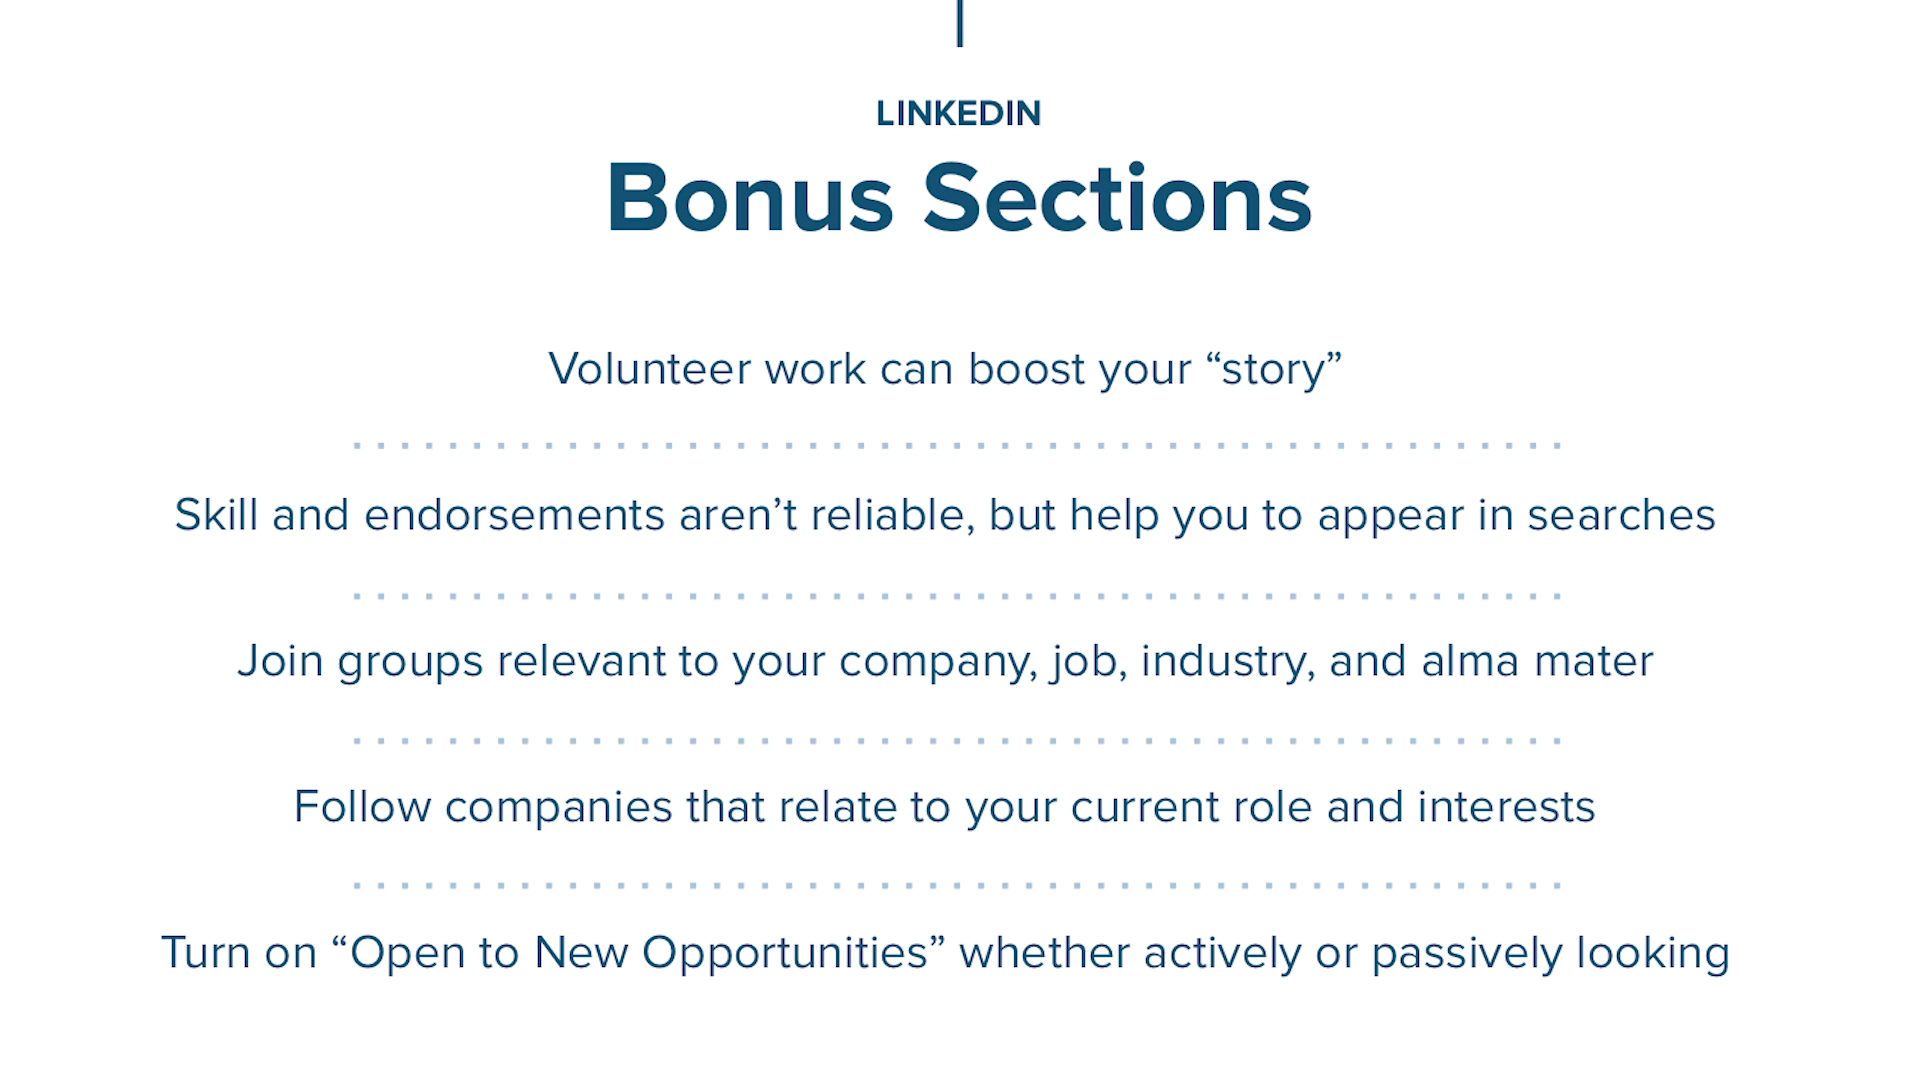 LINKEDIN
Bonus Sections
Volunteer work can boost your “story”
Skill and endorsements aren’t reliable, but help you to appear in searches
Join groups relevant to your company, job, industry, and alma mater
Follow companies that relate to your current role and interests
Turn on “Open to New Opportunities” whether actively or passively looking